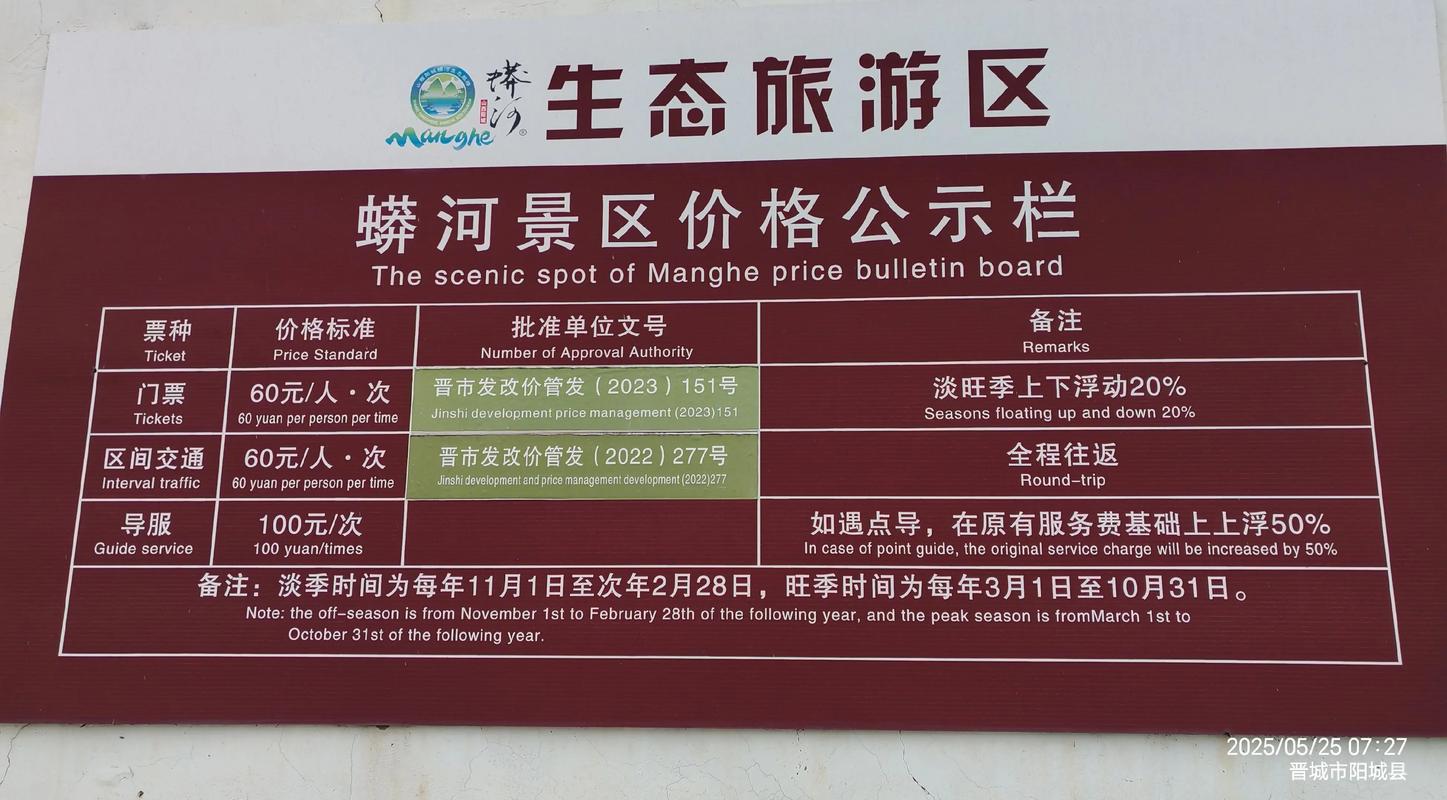 蟒河 生态旅游区
Manghe
蟒河景区价格公示栏
The scenic spot of Manghe price bulletin board
票种 价格标准 批准单位文号 备注
Ticket Price Standard Number of Approval Authority Remarks
门票 60元/人·次 晋市发改价管发（2023）151号 淡旺季上下浮动20%
Tickets 60 yuan per person per time Jinshi development price management (2023)151 Seasons floating up and down 20%
区间交通 60元/人·次 晋市发改价管发（2022）277号 全程往返
Interval traffic 60 yuan per person per time Jinshi development and price management development (2022)277 Round-trip
导服 100元/次 如遇点导，在原有服务费基础上上浮50%
Guide service 100 yuan/times In case of point guide, the original service charge will be increased by 50%
备注：淡季时间为每年11月1日至次年2月28日，旺季时间为每年3月1日至10月31日。
Note: the off-season is from November 1st to February 28th of the following year, and the peak season is fromMarch 1st to
October 31st of the following year.
2025/05/25 07:27
晋城市阳城县